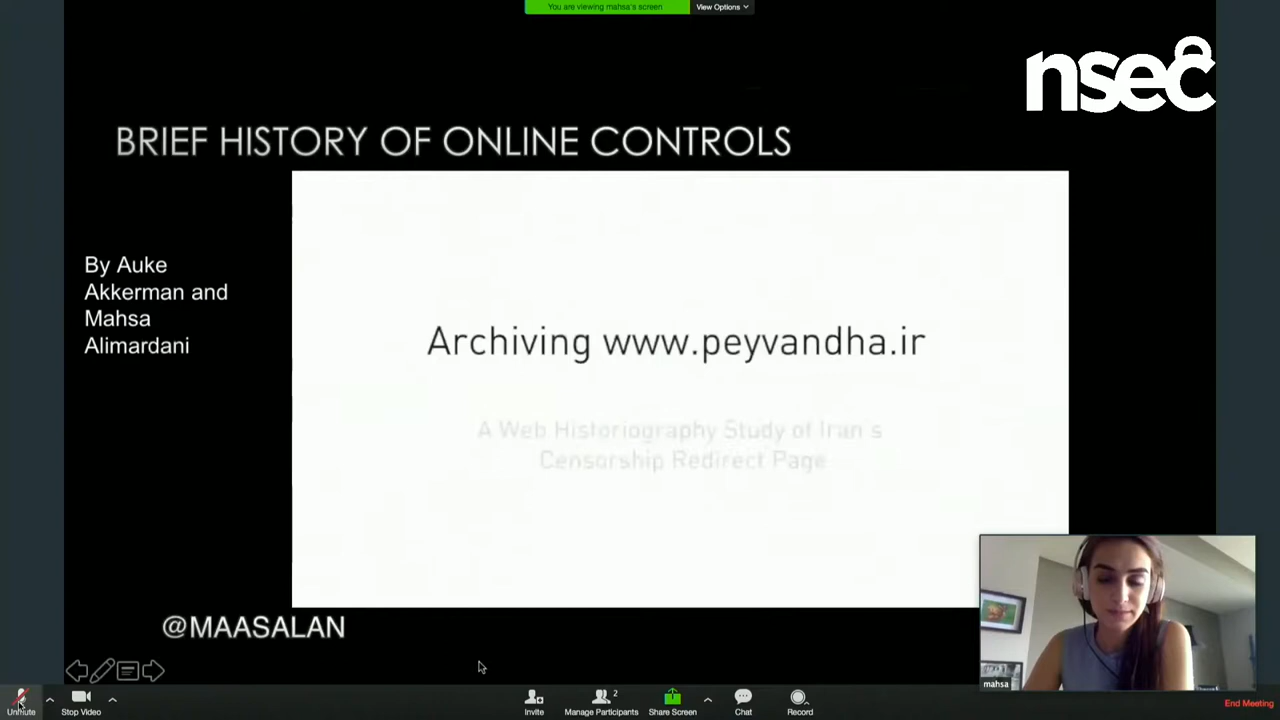 You are viewing mahsa's screen
View Options
nsec
BRIEF HISTORY OF ONLINE CONTROLS
By Auke
Akkerman and
Mahsa
Alimardani
Archiving www.peyvandha.ir
A Web Historiography Study of Iran s
Censorship Redirect Page
@MAASALAN
mahsa
Unmute
Stop Video
Invite
2
Manage Participants
Share Screen
Chat
Record
End Meeting